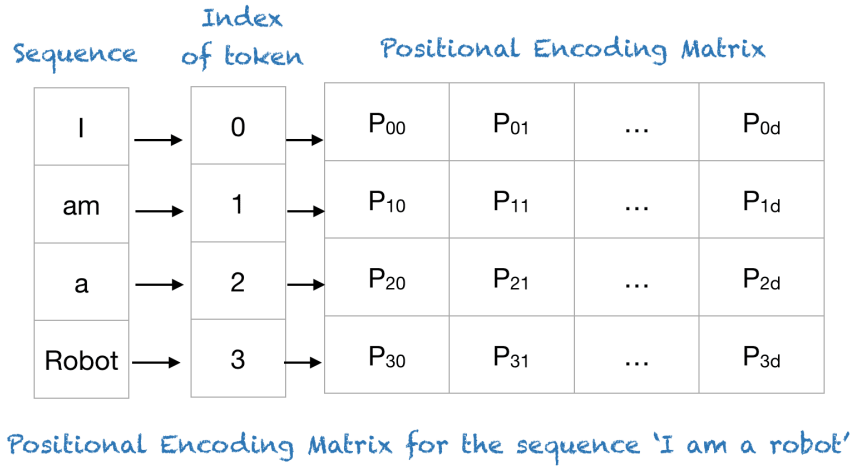 Sequence Index of token Positional Encoding Matrix
I 0 P00 P01 ... P0d
am 1 P10 P11 ... P1d
a 2 P20 P21 ... P2d
Robot 3 P30 P31 ... P3d
Positional Encoding Matrix for the sequence ‘I am a robot’